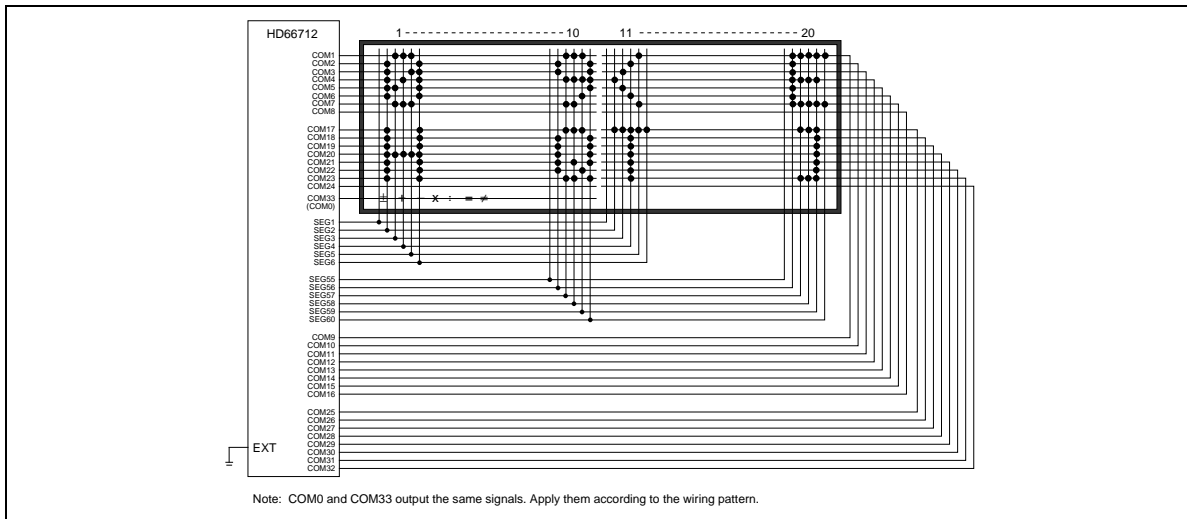 HD66712
1 10 11 20
COM1
COM2
COM3
COM4
COM5
COM6
COM7
COM8
COM17
COM18
COM19
COM20
COM21
COM22
COM23
COM24
COM33
(COM0)
± + - x ÷ = ≠
SEG1
SEG2
SEG3
SEG4
SEG5
SEG6
SEG55
SEG56
SEG57
SEG58
SEG59
SEG60
COM9
COM10
COM11
COM12
COM13
COM14
COM15
COM16
COM25
COM26
COM27
COM28
COM29
COM30
COM31
COM32
EXT
Note: COM0 and COM33 output the same signals. Apply them according to the wiring pattern.